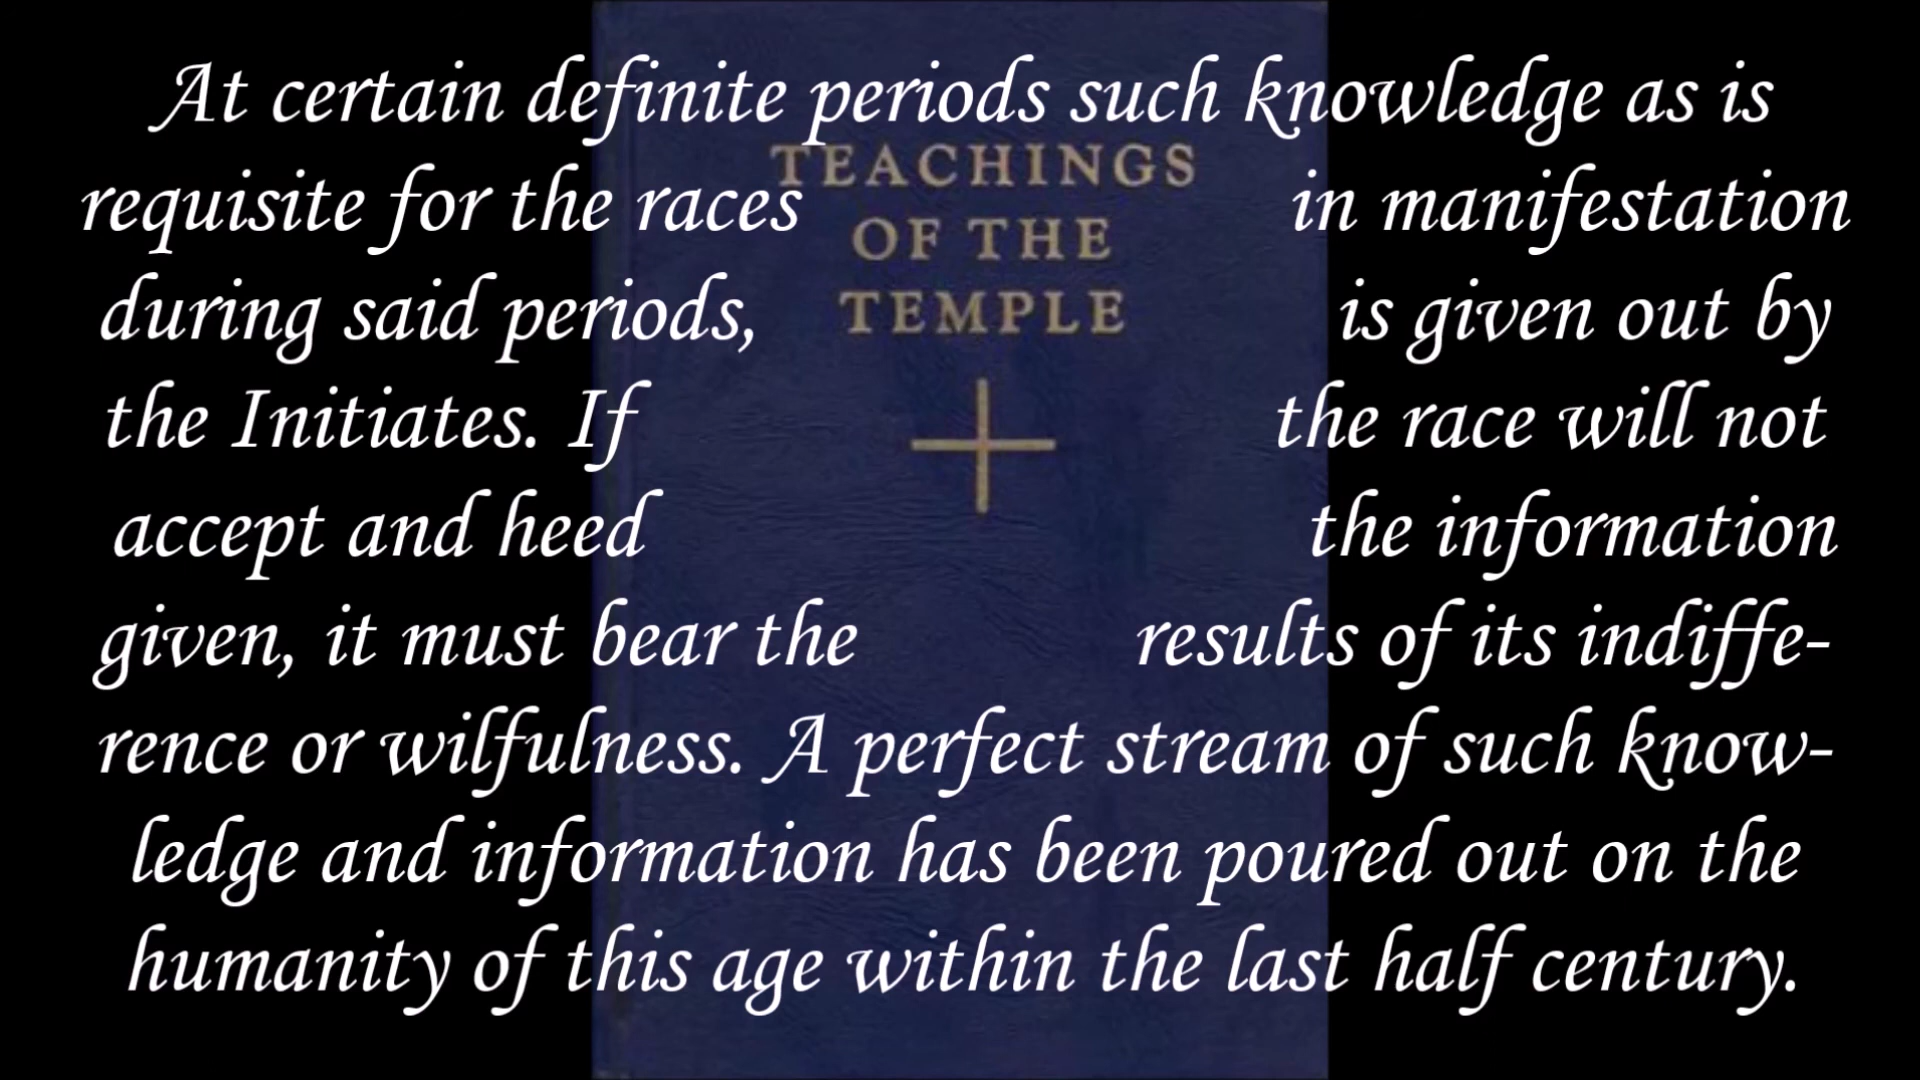 At certain definite periods such knowledge as is
requisite for the races in manifestation
during said periods, is given out by
the Initiates. If the race will not
accept and heed the information
given, it must bear the results of its indiffe-
rence or wilfulness. A perfect stream of such know-
ledge and information has been poured out on the
humanity of this age within the last half century.
TEACHINGS
OF THE
TEMPLE